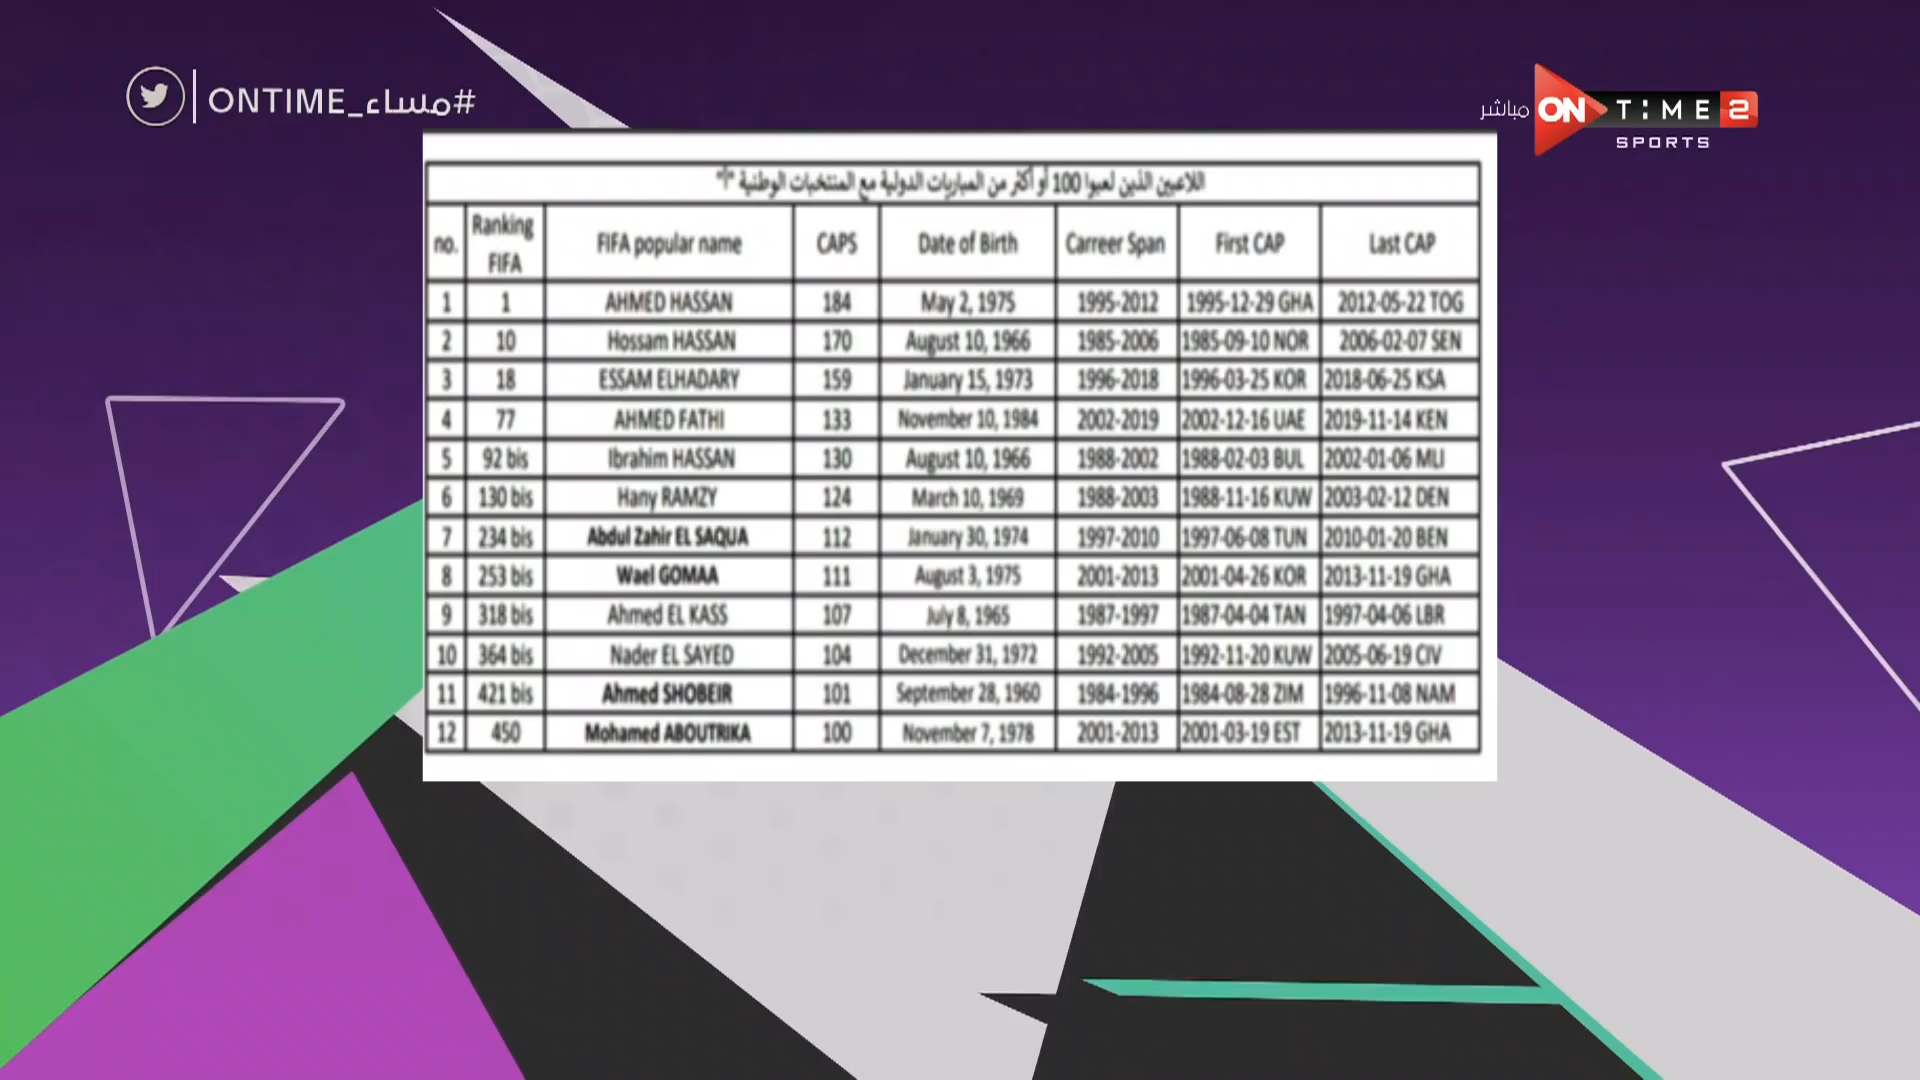 #مساء_ONTIME
مباشر ON TIME 2
SPORTS
اللاعبين الذين لعبوا 100 أو أكثر من المباريات الدولية مع المنتخبات الوطنية
no. Ranking FIFA FIFA popular name CAPS Date of Birth Carreer Span First CAP Last CAP
1 1 AHMED HASSAN 184 May 2, 1975 1995-2012 1995-12-29 GHA 2012-05-22 TOG
2 10 Hossam HASSAN 170 August 10, 1966 1985-2006 1985-09-10 NOR 2006-02-07 SEN
3 18 ESSAM ELHADARY 159 January 15, 1973 1996-2018 1996-03-25 KOR 2018-06-25 KSA
4 77 AHMED FATHI 133 November 10, 1984 2002-2019 2002-12-16 UAE 2019-11-14 KEN
5 92 bis Ibrahim HASSAN 130 August 10, 1966 1988-2002 1988-02-03 BUL 2002-01-06 MLI
6 130 bis Hany RAMZY 124 March 10, 1969 1988-2003 1988-11-16 KUW 2003-02-12 DEN
7 234 bis Abdul Zahir EL SAQUA 112 January 30, 1974 1997-2010 1997-06-08 TUN 2010-01-20 BEN
8 253 bis Wael GOMAA 111 August 3, 1975 2001-2013 2001-04-26 KOR 2013-11-19 GHA
9 318 bis Ahmed EL KASS 107 July 8, 1965 1987-1997 1987-04-04 TAN 1997-04-06 LBR
10 364 bis Nader EL SAYED 104 December 31, 1972 1992-2005 1992-11-20 KUW 2005-06-19 CIV
11 421 bis Ahmed SHOBEIR 101 September 28, 1960 1984-1996 1984-08-28 ZIM 1996-11-08 NAM
12 450 Mohamed ABOUTRIKA 100 November 7, 1978 2001-2013 2001-03-19 EST 2013-11-19 GHA